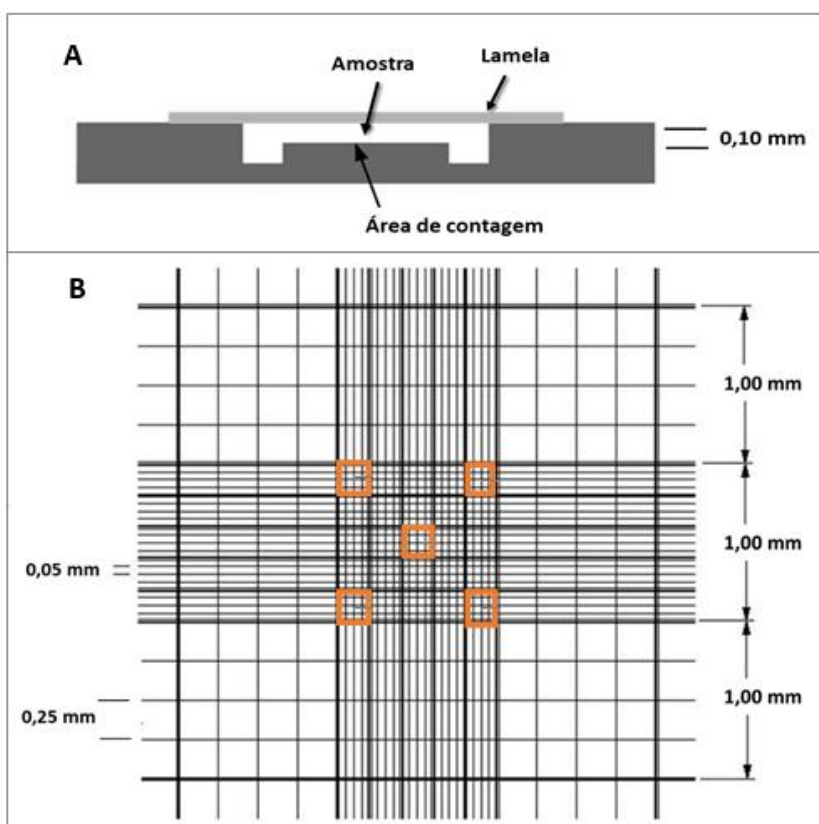 A
Amostra
Lamela
0,10 mm
Área de contagem
B
1,00 mm
1,00 mm
0,05 mm
1,00 mm
0,25 mm